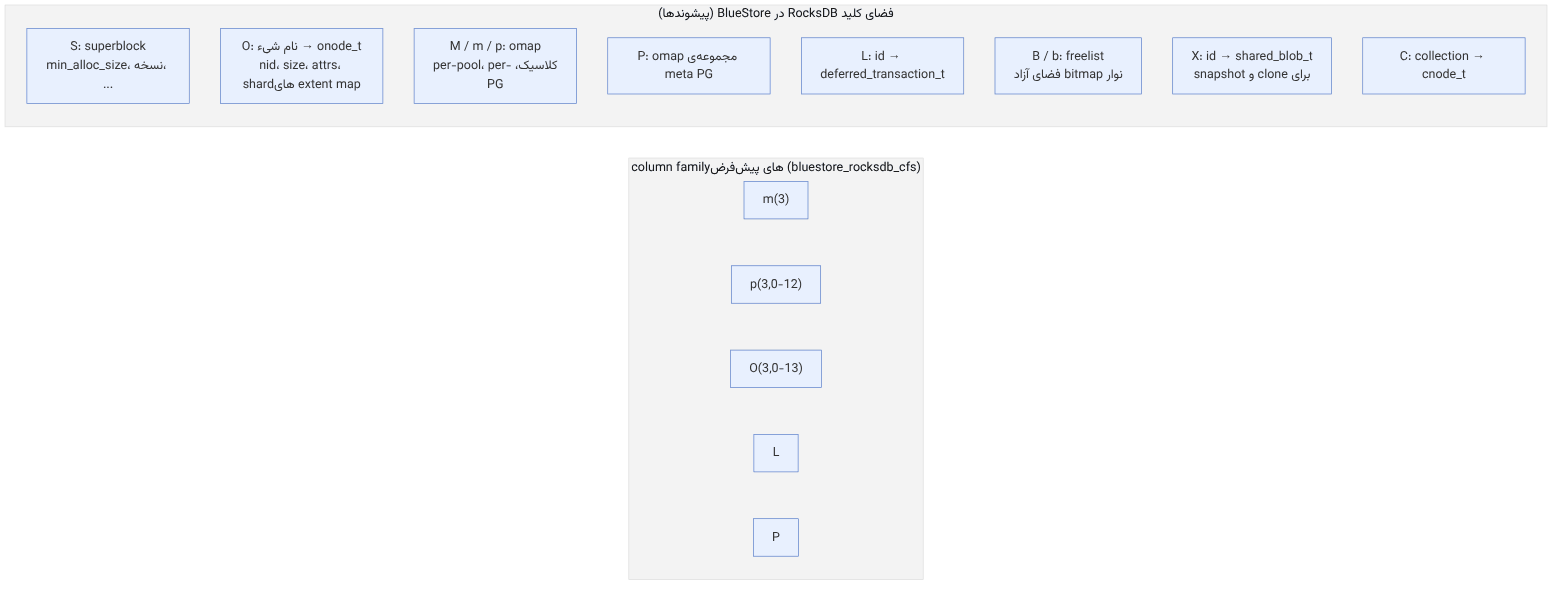 فضای کلید RocksDB در BlueStore (پیشوندها)
S: superblock
نسخه، min_alloc_size،
...
O: نام شیء → onode_t
nid، size، attrs،
shardهای extent map
M / m / p: omap
کلاسیک، per-pool، per-
PG
P: omap مجموعه‌ی
meta PG
L: id →
deferred_transaction_t
B / b: freelist
نوار bitmap فضای آزاد
X: id → shared_blob_t
برای clone و snapshot
C: collection →
cnode_t
column familyهای پیش‌فرض (bluestore_rocksdb_cfs)
m(3)
p(3,0-12)
O(3,0-13)
L
P